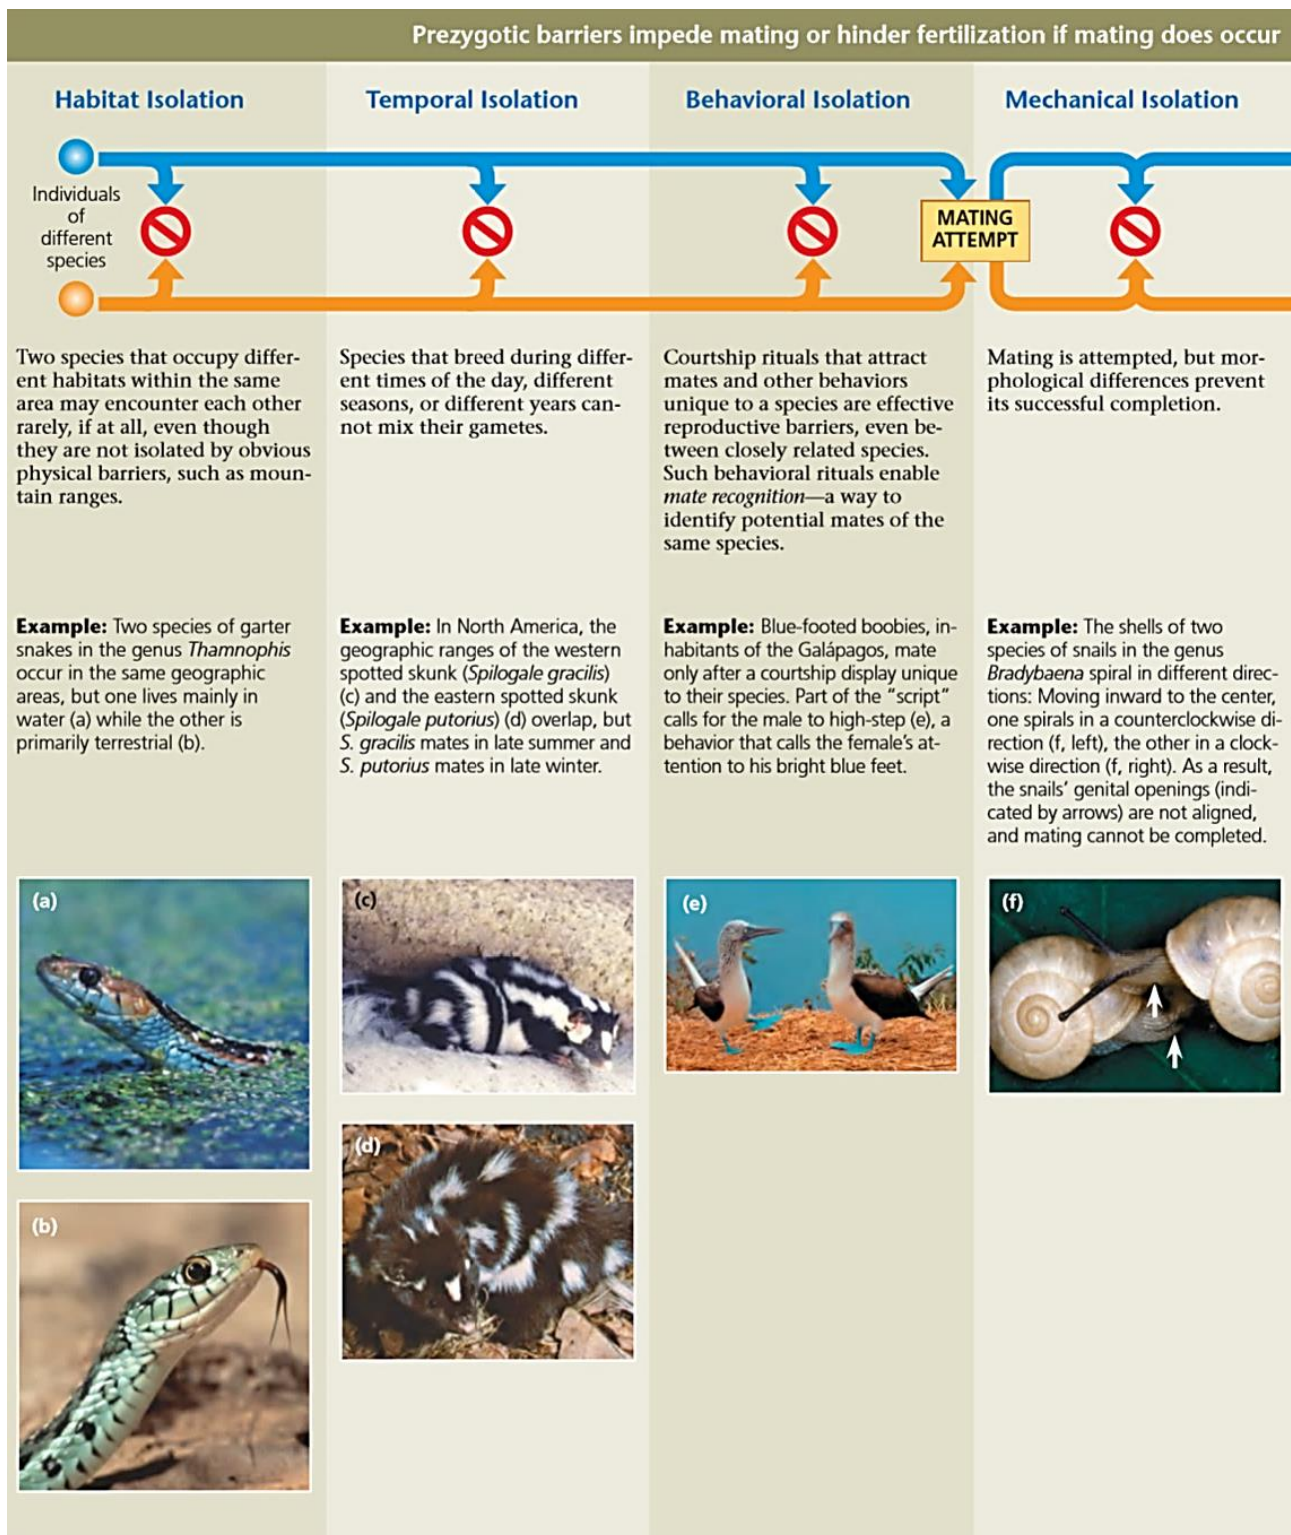 Prezygotic barriers impede mating or hinder fertilization if mating does occur
Habitat Isolation
Temporal Isolation
Behavioral Isolation
Mechanical Isolation
Individuals
of
different
species
MATING
ATTEMPT
Two species that occupy differ-
ent habitats within the same
area may encounter each other
rarely, if at all, even though
they are not isolated by obvious
physical barriers, such as moun-
tain ranges.
Species that breed during differ-
ent times of the day, different
seasons, or different years can-
not mix their gametes.
Courtship rituals that attract
mates and other behaviors
unique to a species are effective
reproductive barriers, even be-
tween closely related species.
Such behavioral rituals enable
mate recognition—a way to
identify potential mates of the
same species.
Mating is attempted, but mor-
phological differences prevent
its successful completion.
Example: Two species of garter
snakes in the genus Thamnophis
occur in the same geographic
areas, but one lives mainly in
water (a) while the other is
primarily terrestrial (b).
Example: In North America, the
geographic ranges of the western
spotted skunk (Spilogale gracilis)
(c) and the eastern spotted skunk
(Spilogale putorius) (d) overlap, but
S. gracilis mates in late summer and
S. putorius mates in late winter.
Example: Blue-footed boobies, in-
habitants of the Galápagos, mate
only after a courtship display unique
to their species. Part of the “script”
calls for the male to high-step (e), a
behavior that calls the female’s at-
tention to his bright blue feet.
Example: The shells of two
species of snails in the genus
Bradybaena spiral in different direc-
tions: Moving inward to the center,
one spirals in a counterclockwise di-
rection (f, left), the other in a clock-
wise direction (f, right). As a result,
the snails’ genital openings (indi-
cated by arrows) are not aligned,
and mating cannot be completed.
(a)
(b)
(c)
(d)
(e)
(f)